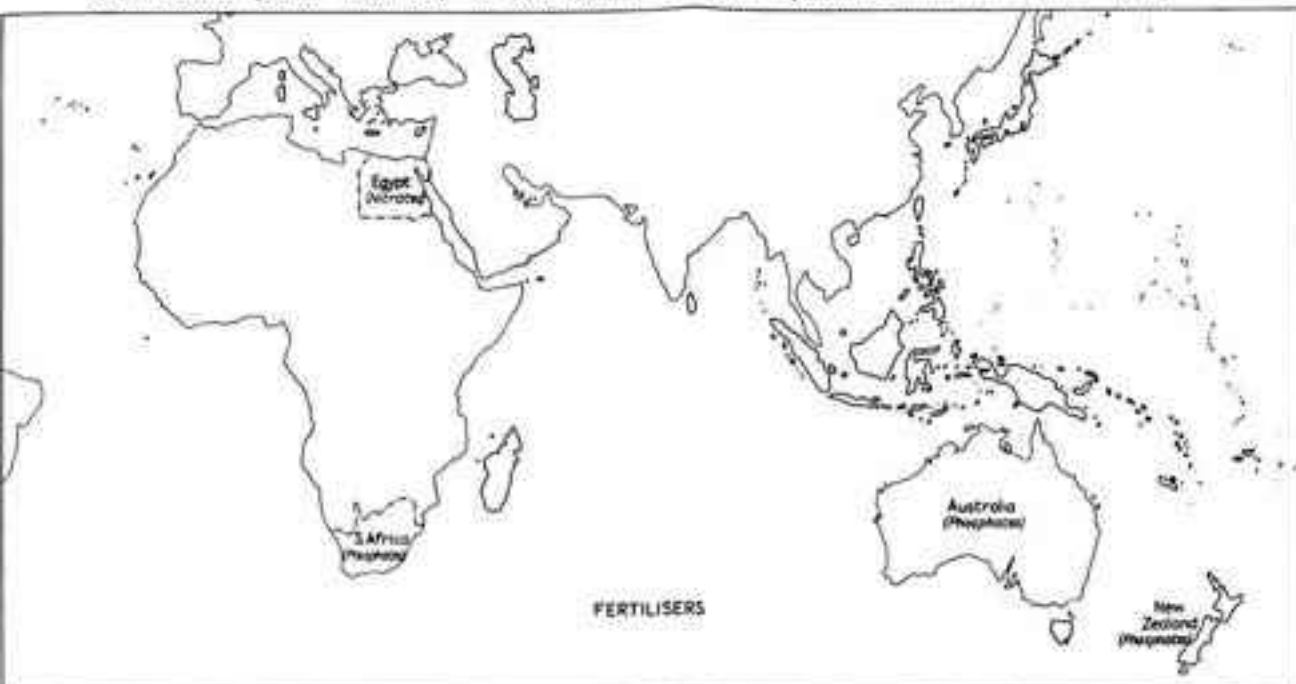 Egypt
(Nitrates)
S.Africa
(Phosphates)
Australia
(Phosphates)
FERTILISERS
New
Zealand
(Phosphates)